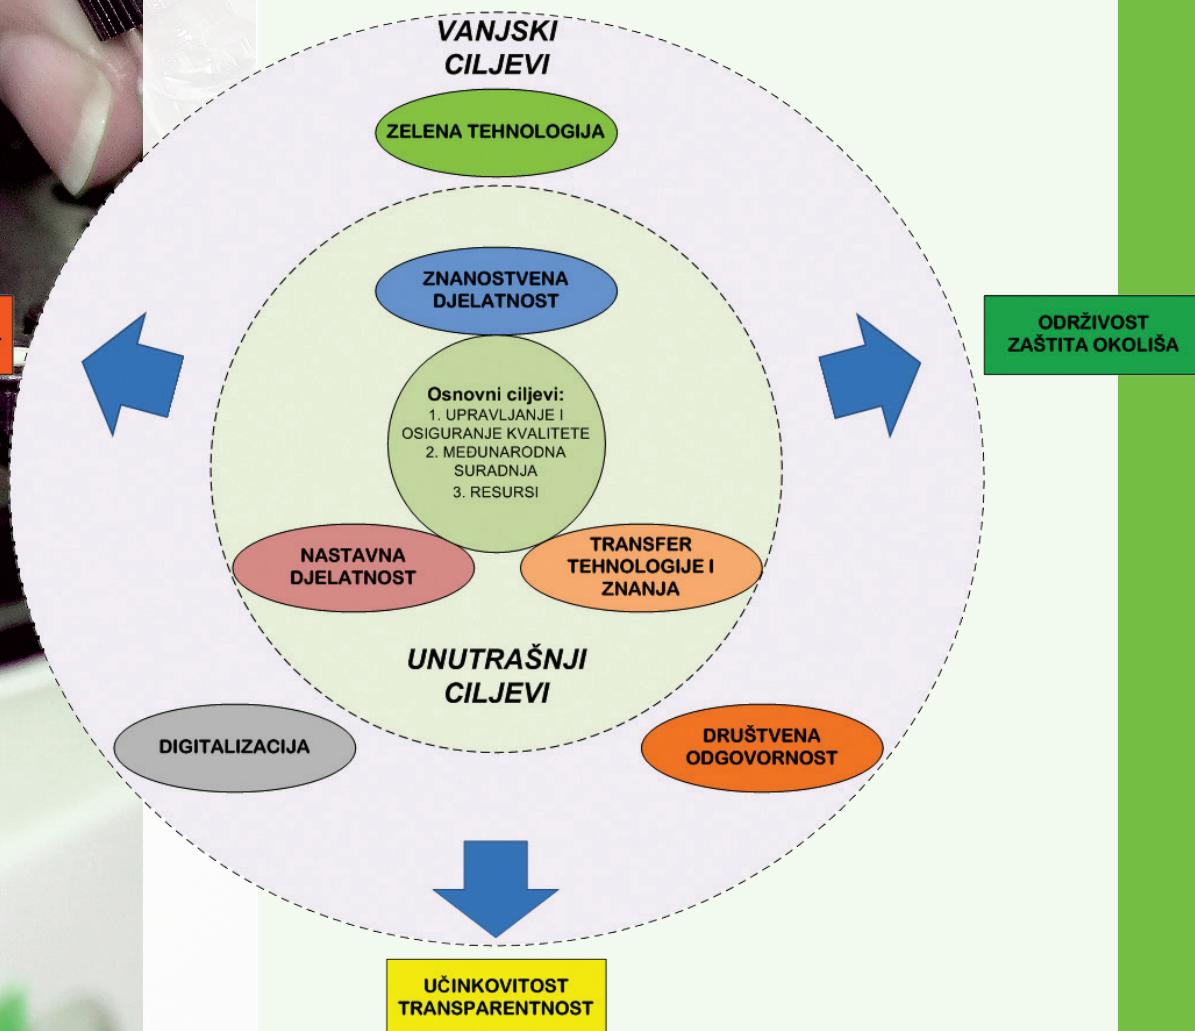 VANJSKI
CILJEVI
ZELENA TEHNOLOGIJA
ZNANOSTVENA
DJELATNOST
ODRŽIVOST
ZAŠTITA OKOLIŠA
Osnovni ciljevi:
1. UPRAVLJANJE I
OSIGURANJE KVALITETE
2. MEĐUNARODNA
SURADNJA
3. RESURSI
NASTAVNA
DJELATNOST
TRANSFER
TEHNOLOGIJE I
ZNANJA
UNUTRAŠNJI
CILJEVI
DIGITALIZACIJA
DRUŠTVENA
ODGOVORNOST
UČINKOVITOST
TRANSPARENTNOST